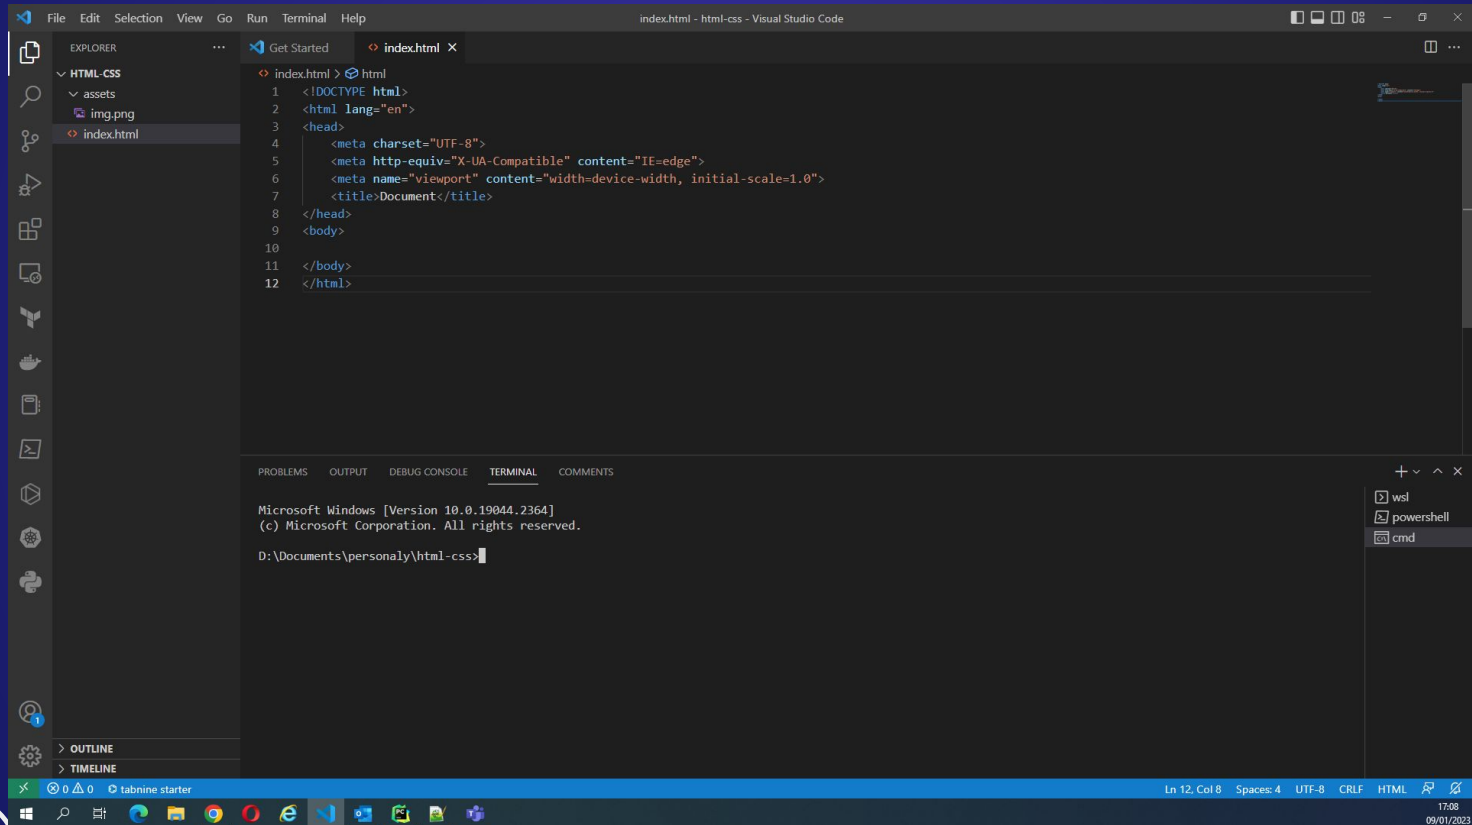 File Edit Selection View Go Run Terminal Help
index.html - html-css - Visual Studio Code
EXPLORER
HTML-CSS
assets
img.png
index.html
OUTLINE
TIMELINE
Get Started
index.html
index.html > html
1 <!DOCTYPE html>
2 <html lang="en">
3 <head>
4 <meta charset="UTF-8">
5 <meta http-equiv="X-UA-Compatible" content="IE=edge">
6 <meta name="viewport" content="width=device-width, initial-scale=1.0">
7 <title>Document</title>
8 </head>
9 <body>
10
11 </body>
12 </html>
PROBLEMS OUTPUT DEBUG CONSOLE TERMINAL COMMENTS
Microsoft Windows [Version 10.0.19044.2364]
(c) Microsoft Corporation. All rights reserved.
D:\Documents\personaly\html-css>
wsl
powershell
cmd
1
0 0 tabnine starter
Ln 12, Col 8 Spaces: 4 UTF-8 CRLF HTML
17:08
09/01/2023